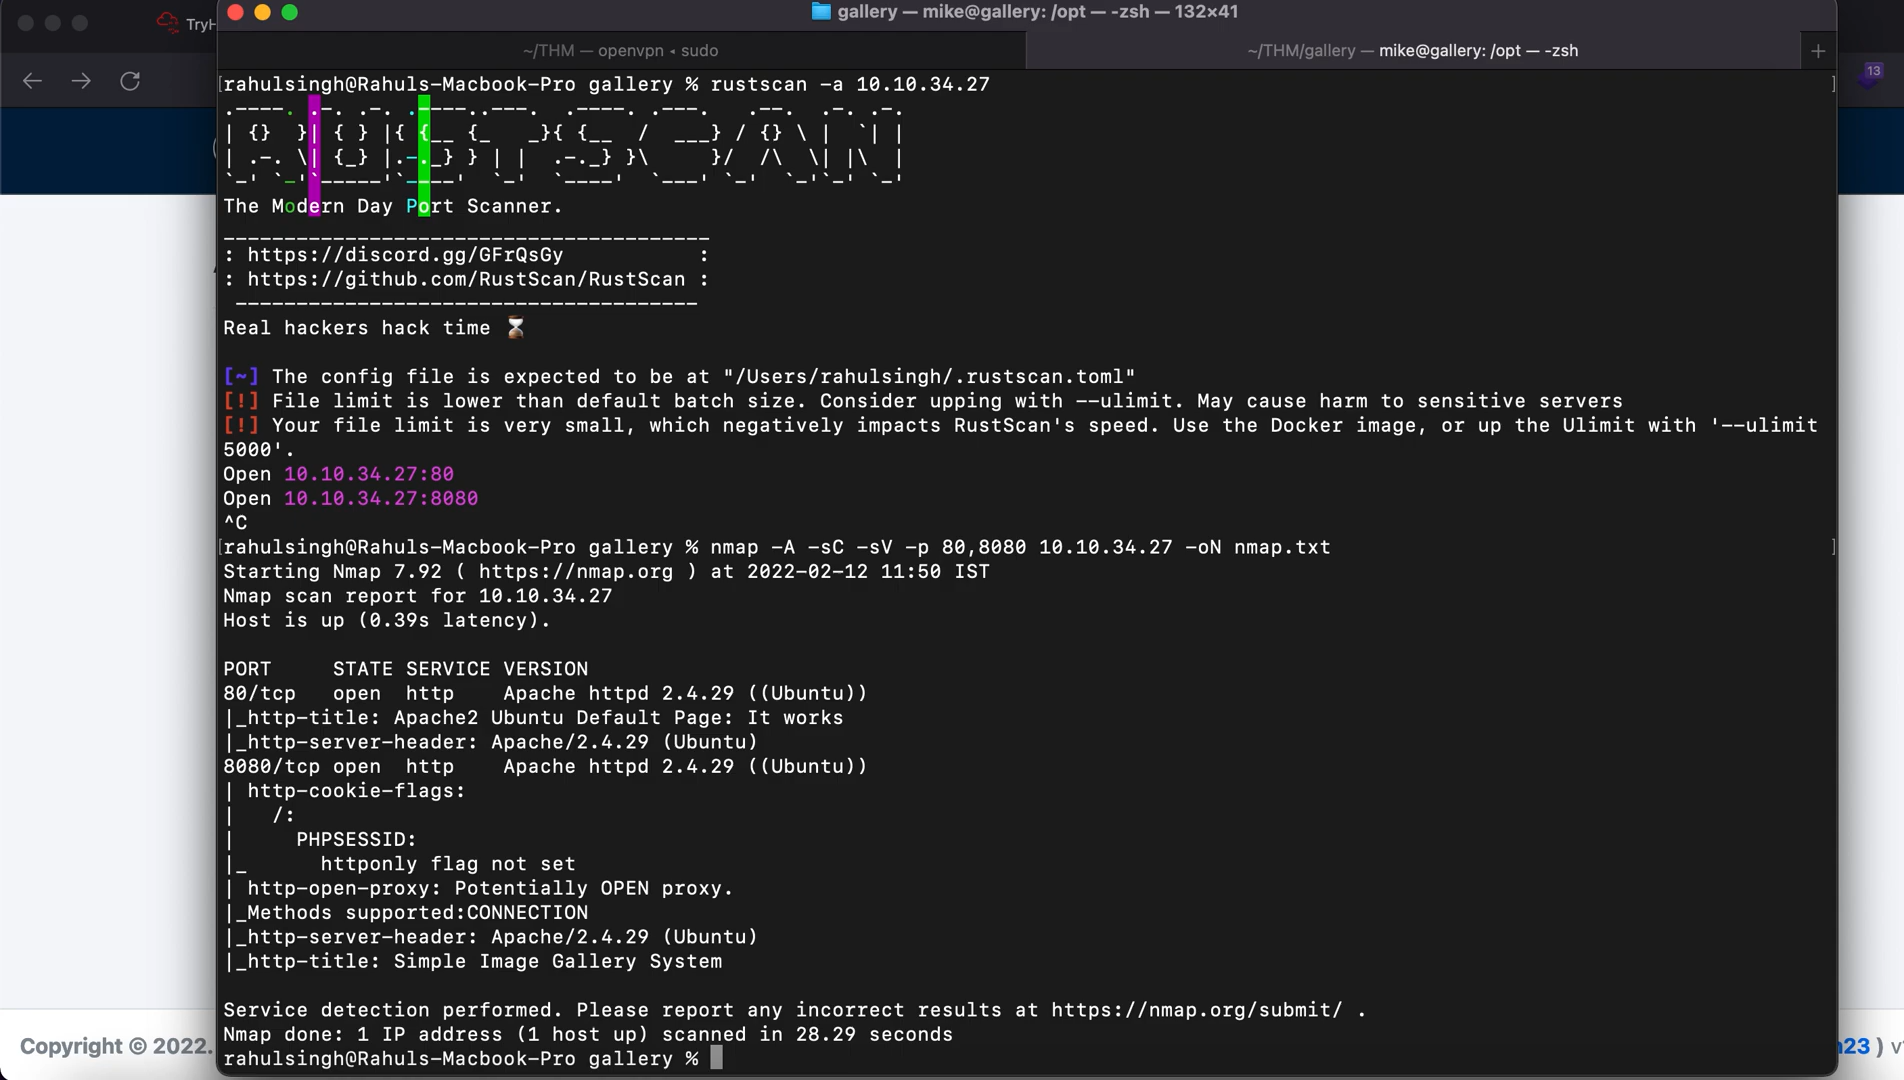 TryH
gallery — mike@gallery: /opt — -zsh — 132×41
~/THM — openvpn ◂ sudo
~/THM/gallery — mike@gallery: /opt — -zsh
13
rahulsingh@Rahuls-Macbook-Pro gallery % rustscan -a 10.10.34.27
The Modern Day Port Scanner.
: https://discord.gg/GFrQsGy :
: https://github.com/RustScan/RustScan :
Real hackers hack time ⌛
[~] The config file is expected to be at "/Users/rahulsingh/.rustscan.toml"
[!] File limit is lower than default batch size. Consider upping with --ulimit. May cause harm to sensitive servers
[!] Your file limit is very small, which negatively impacts RustScan's speed. Use the Docker image, or up the Ulimit with '--ulimit
5000'.
Open 10.10.34.27:80
Open 10.10.34.27:8080
^C
rahulsingh@Rahuls-Macbook-Pro gallery % nmap -A -sC -sV -p 80,8080 10.10.34.27 -oN nmap.txt
Starting Nmap 7.92 ( https://nmap.org ) at 2022-02-12 11:50 IST
Nmap scan report for 10.10.34.27
Host is up (0.39s latency).
PORT STATE SERVICE VERSION
80/tcp open http Apache httpd 2.4.29 ((Ubuntu))
|_http-title: Apache2 Ubuntu Default Page: It works
|_http-server-header: Apache/2.4.29 (Ubuntu)
8080/tcp open http Apache httpd 2.4.29 ((Ubuntu))
| http-cookie-flags:
| /:
| PHPSESSID:
|_ httponly flag not set
| http-open-proxy: Potentially OPEN proxy.
|_Methods supported:CONNECTION
|_http-server-header: Apache/2.4.29 (Ubuntu)
|_http-title: Simple Image Gallery System
Service detection performed. Please report any incorrect results at https://nmap.org/submit/ .
Nmap done: 1 IP address (1 host up) scanned in 28.29 seconds
rahulsingh@Rahuls-Macbook-Pro gallery %
Copyright © 2022.
n23 ) v